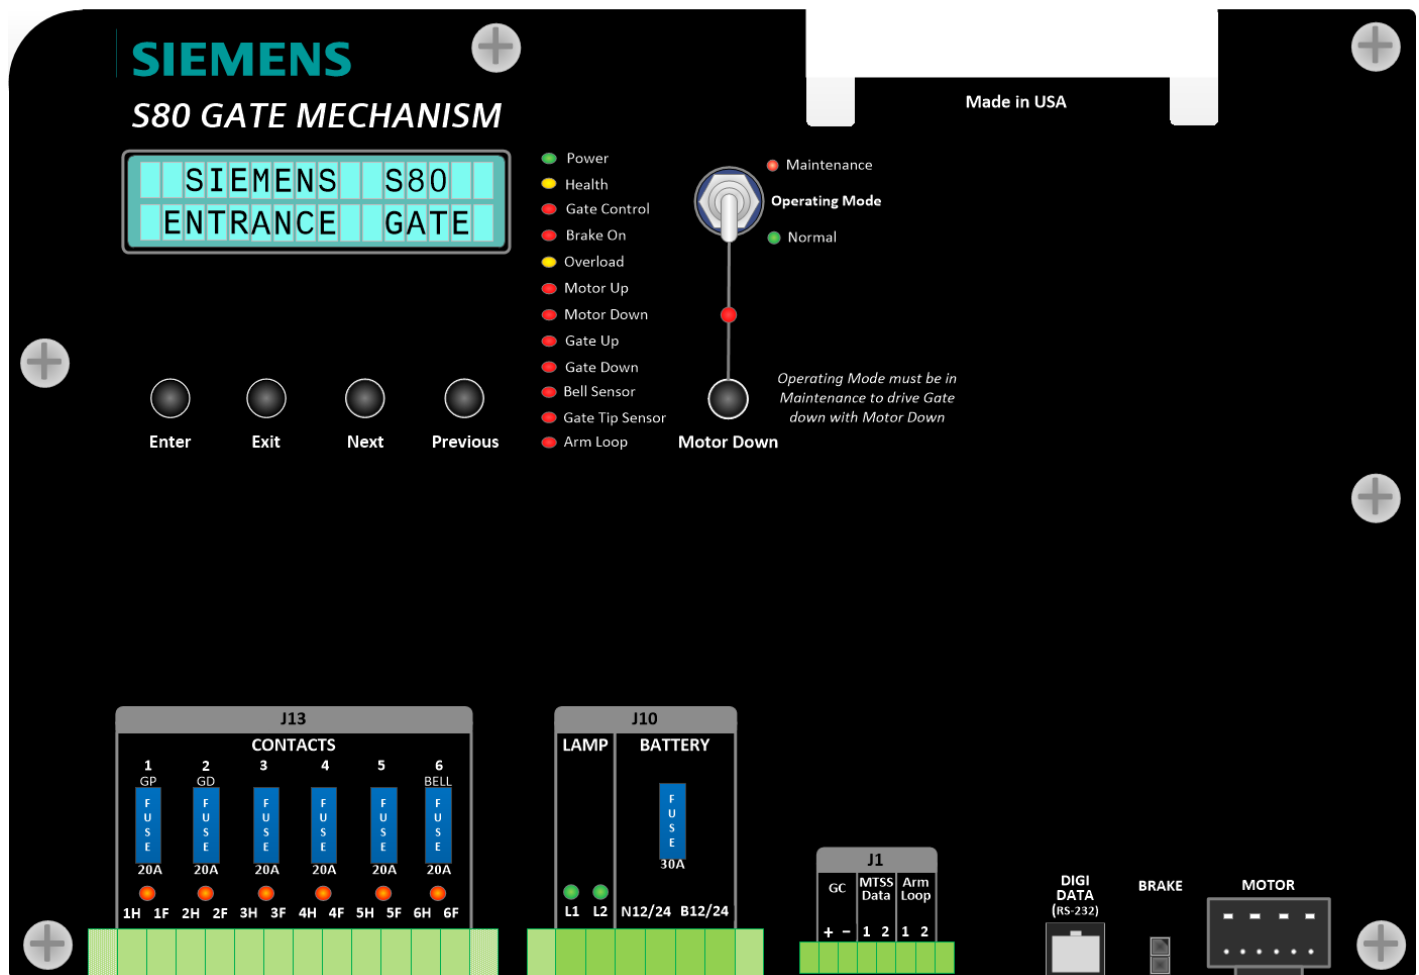 SIEMENS
S80 GATE MECHANISM
SIEMENS S80
ENTRANCE GATE
Enter
Exit
Next
Previous
Power
Health
Gate Control
Brake On
Overload
Motor Up
Motor Down
Gate Up
Gate Down
Bell Sensor
Gate Tip Sensor
Arm Loop
Made in USA
Maintenance
Operating Mode
Normal
Operating Mode must be in
Maintenance to drive Gate
down with Motor Down
Motor Down
J13
CONTACTS
1 2 3 4 5 6
GP GD BELL
FUSE FUSE FUSE FUSE FUSE FUSE
20A 20A 20A 20A 20A 20A
1H 1F 2H 2F 3H 3F 4H 4F 5H 5F 6H 6F
J10
LAMP BATTERY
FUSE
30A
L1 L2 N12/24 B12/24
J1
GC MTSS Arm
Data Loop
+ − 1 2 1 2
DIGI
DATA
(RS-232)
BRAKE
MOTOR